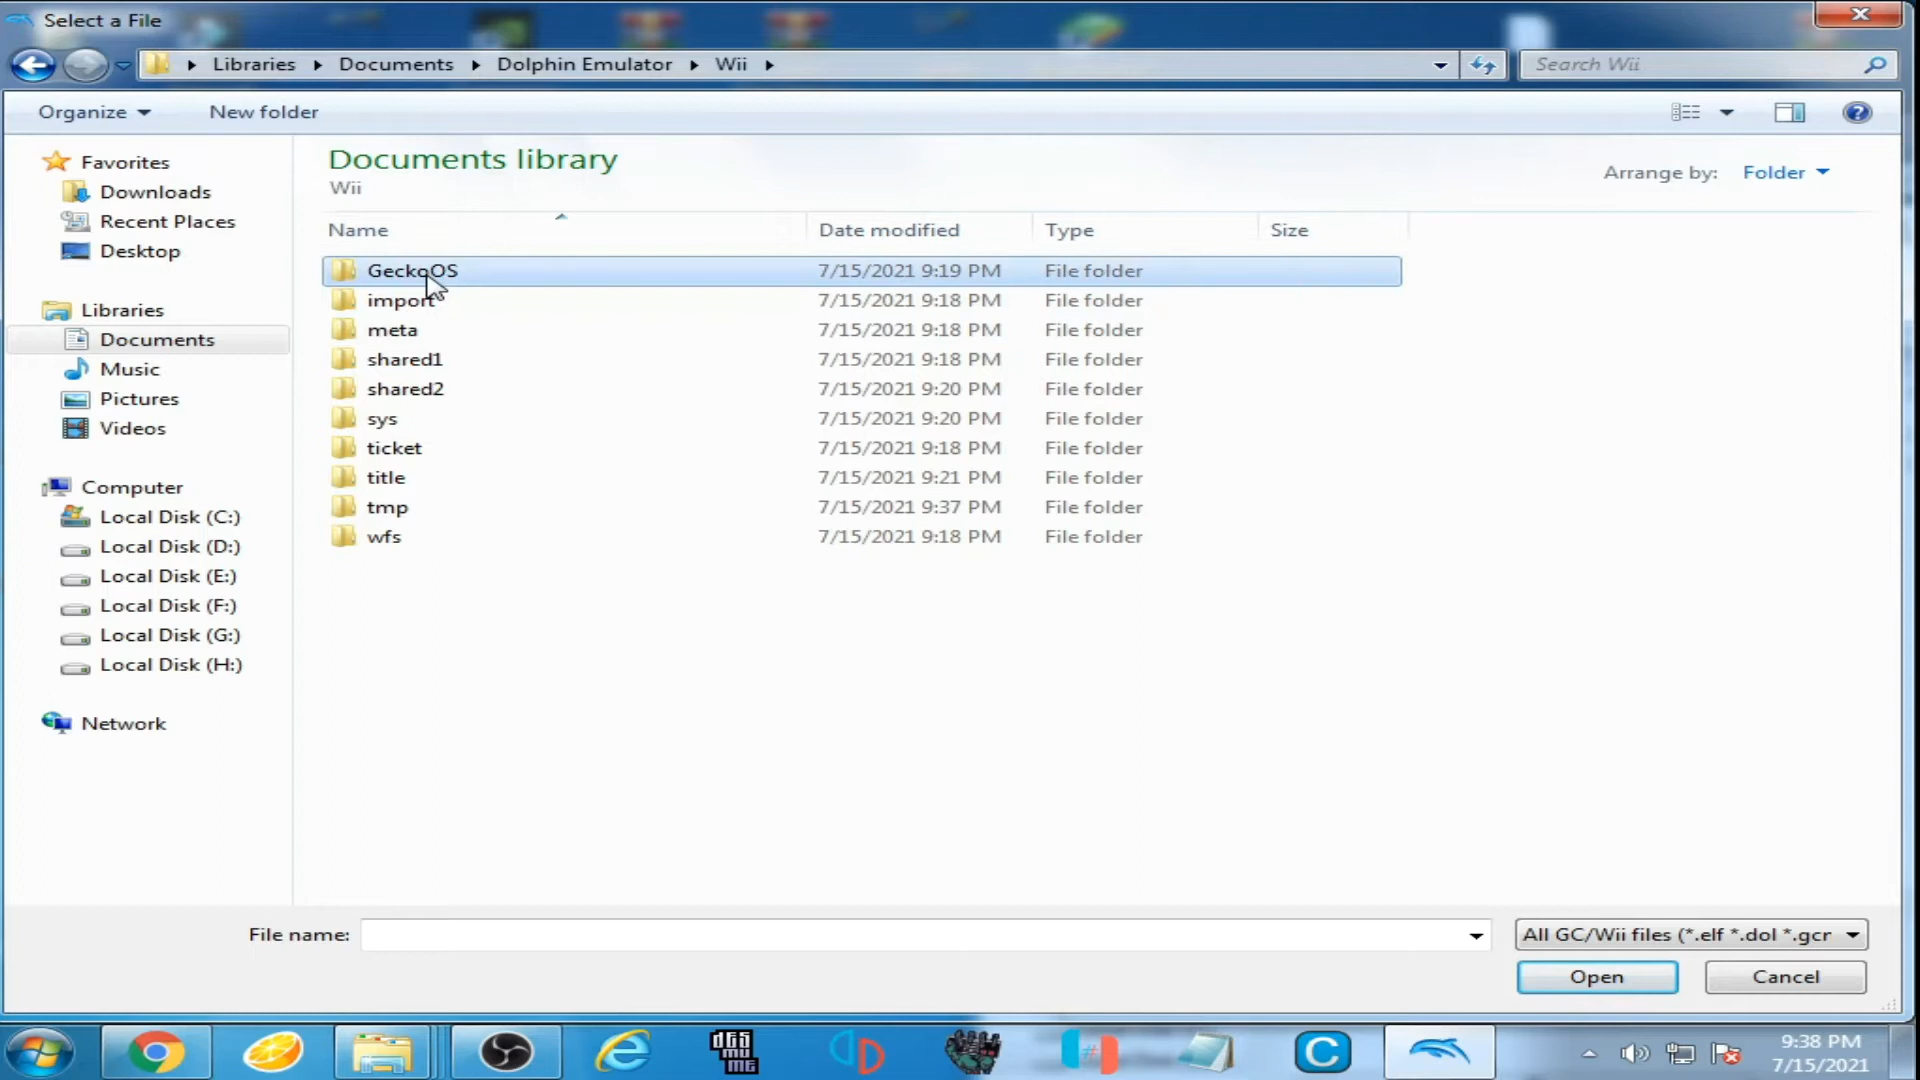 Select a File
Libraries Documents Dolphin Emulator Wii
Search Wii
Organize New folder
Documents library
Wii
Arrange by: Folder
Name Date modified Type Size
GeckoOS 7/15/2021 9:19 PM File folder
import 7/15/2021 9:18 PM File folder
meta 7/15/2021 9:18 PM File folder
shared1 7/15/2021 9:18 PM File folder
shared2 7/15/2021 9:20 PM File folder
sys 7/15/2021 9:20 PM File folder
ticket 7/15/2021 9:18 PM File folder
title 7/15/2021 9:21 PM File folder
tmp 7/15/2021 9:37 PM File folder
wfs 7/15/2021 9:18 PM File folder
Favorites
Downloads
Recent Places
Desktop
Libraries
Documents
Music
Pictures
Videos
Computer
Local Disk (C:)
Local Disk (D:)
Local Disk (E:)
Local Disk (F:)
Local Disk (G:)
Local Disk (H:)
Network
File name:
All GC/Wii files (*.elf *.dol *.gcr
Open Cancel
9:38 PM
7/15/2021